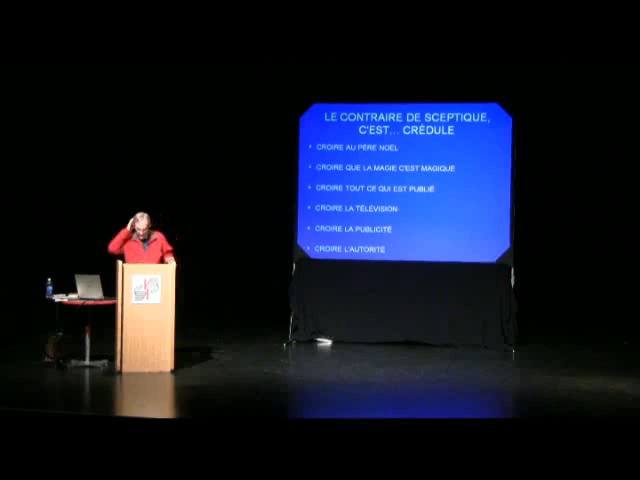 LE CONTRAIRE DE SCEPTIQUE,
C'EST... CRÉDULE
• CROIRE AU PÈRE NOËL
• CROIRE QUE LA MAGIE C'EST MAGIQUE
• CROIRE TOUT CE QUI EST PUBLIÉ
• CROIRE LA TÉLÉVISION
• CROIRE LA PUBLICITÉ
• CROIRE L'AUTORITÉ